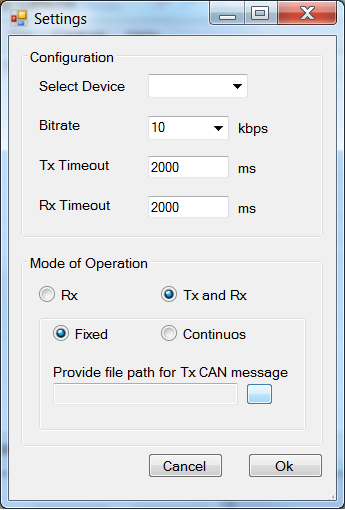 Settings
Configuration
Select Device
Bitrate 10 kbps
Tx Timeout 2000 ms
Rx Timeout 2000 ms
Mode of Operation
Rx Tx and Rx
Fixed Continuos
Provide file path for Tx CAN message
Cancel Ok